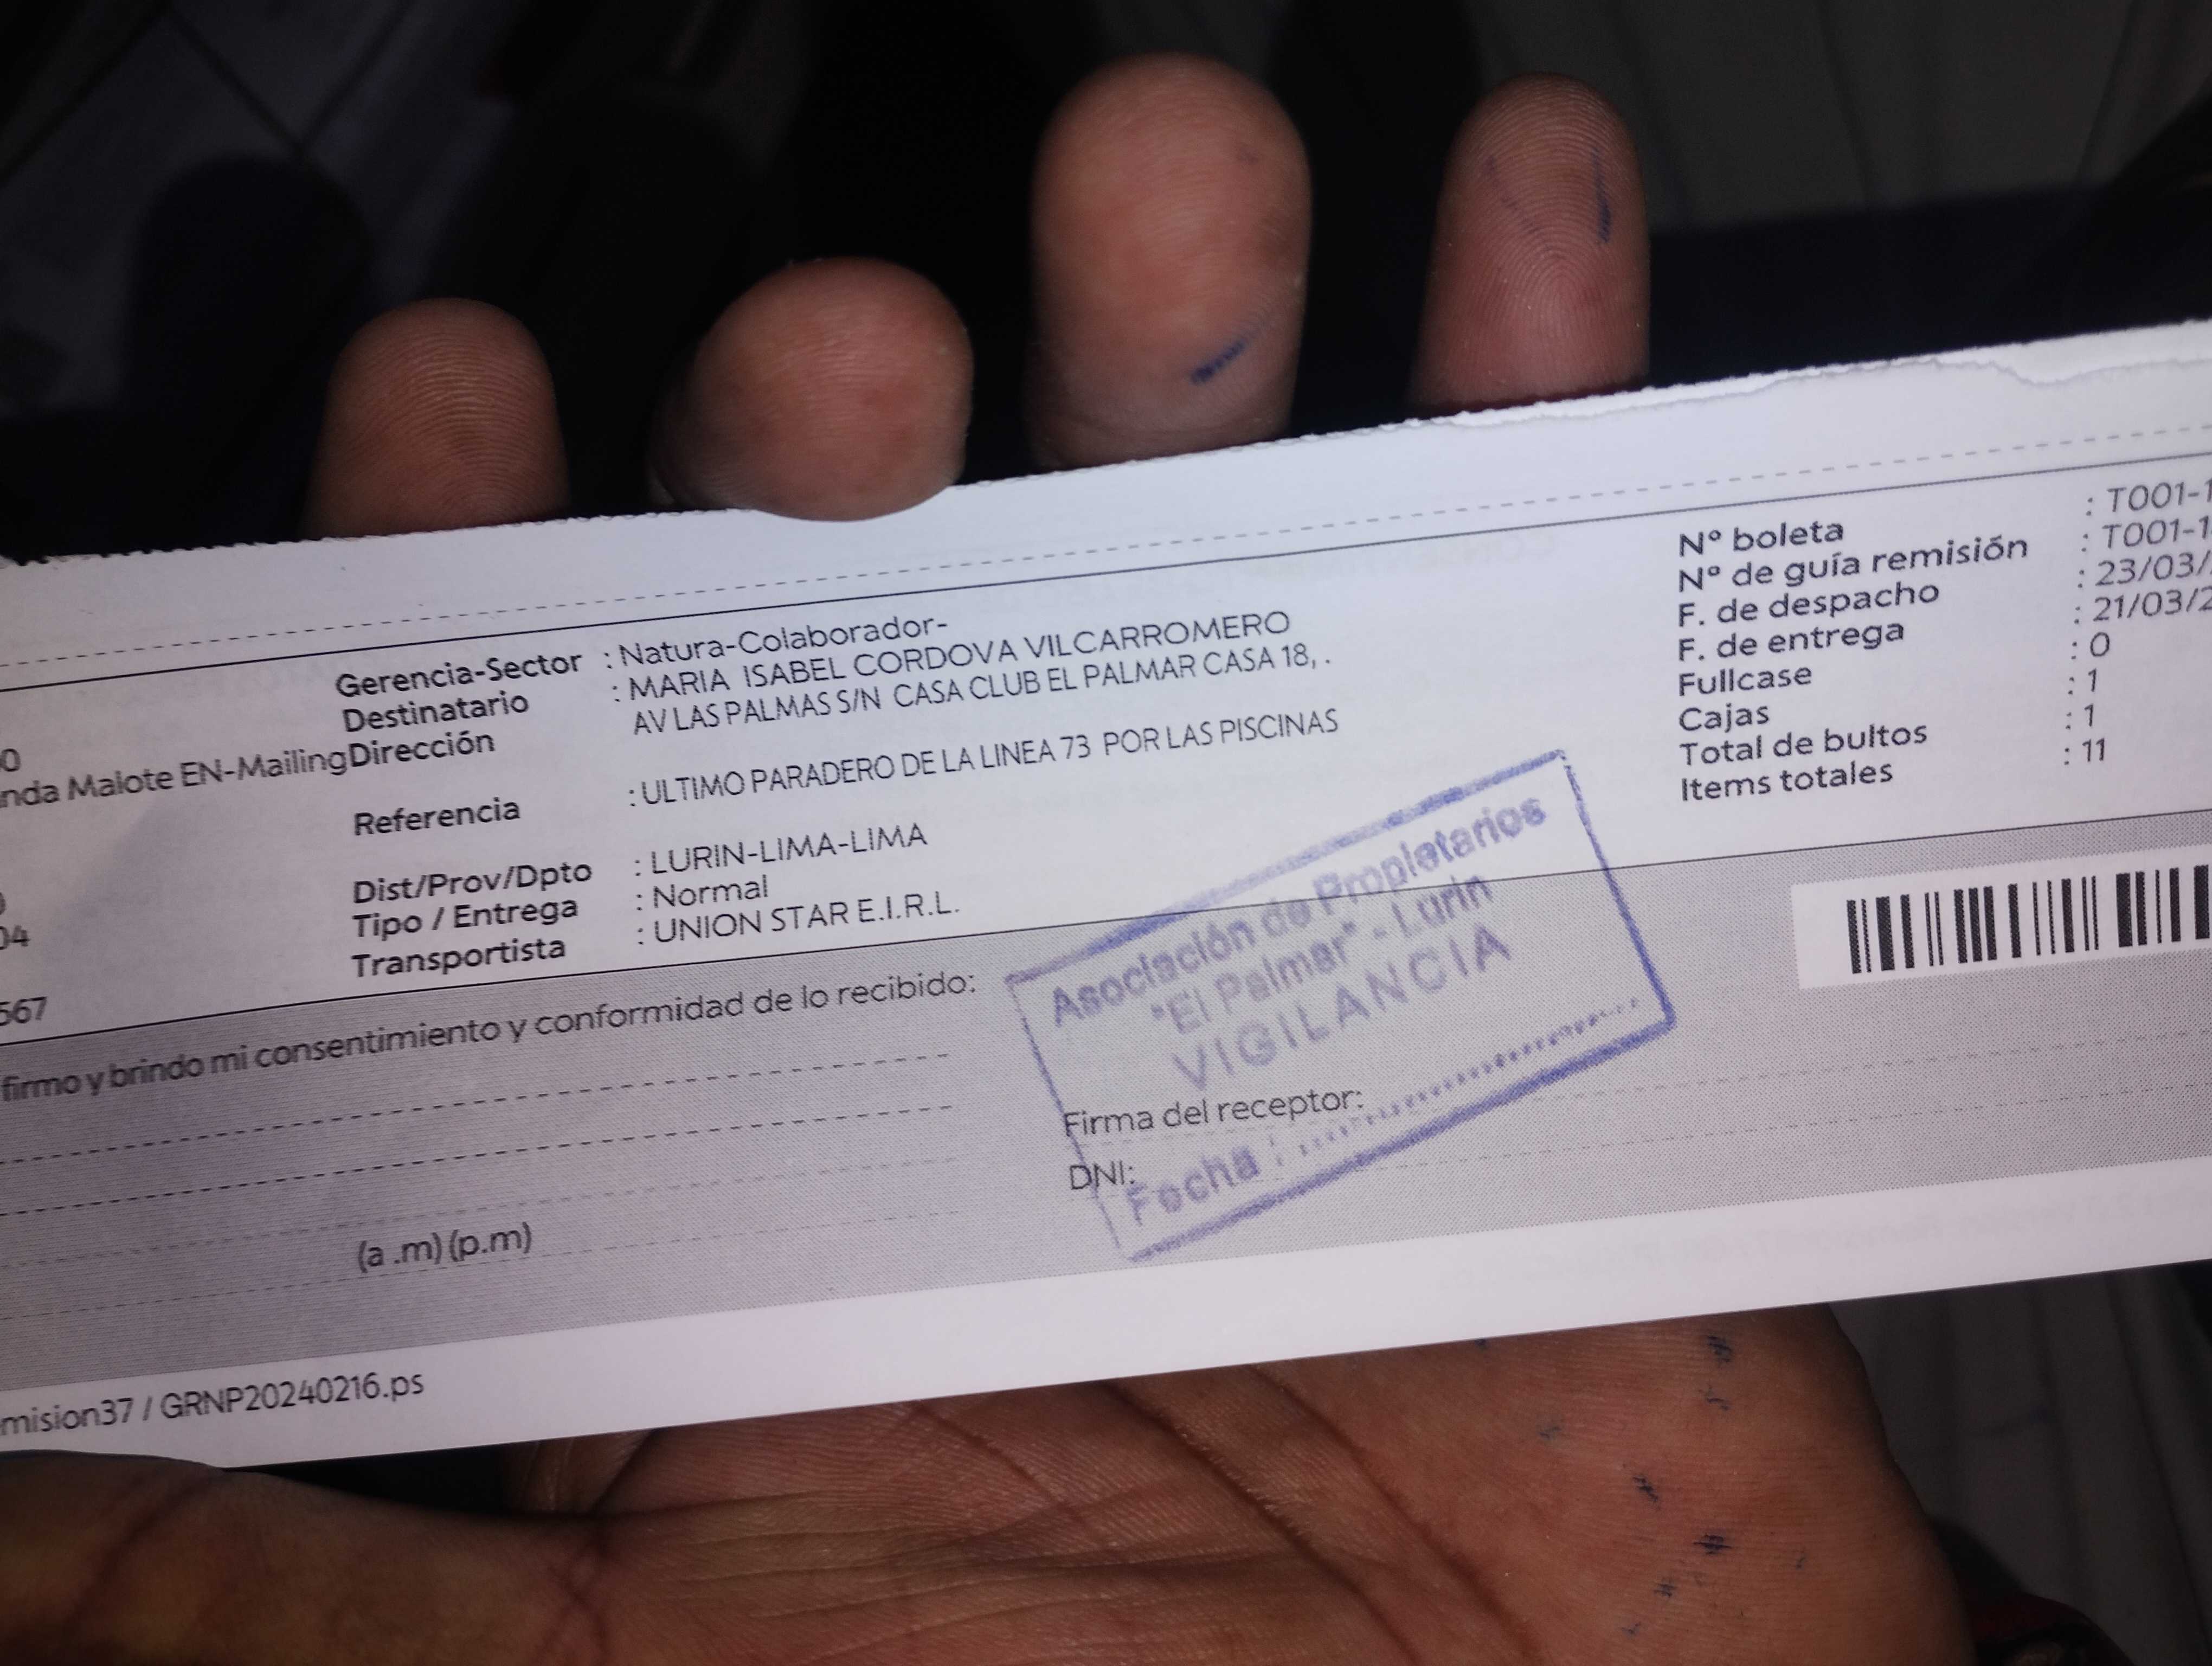 Gerencia-Sector : Natura-Colaborador-
Destinatario : MARIA ISABEL CORDOVA VILCARROMERO
Dirección AV LAS PALMAS S/N CASA CLUB EL PALMAR CASA 18, .
Referencia : ULTIMO PARADERO DE LA LINEA 73 POR LAS PISCINAS
Dist/Prov/Dpto : LURIN-LIMA-LIMA
Tipo / Entrega : Normal
Transportista : UNION STAR E.I.R.L.
0
nda Malote EN-Mailing
04
567
Nº boleta : T001-1
Nº de guía remisión : T001-1
F. de despacho : 23/03/
F. de entrega : 21/03/2
Fullcase : 0
Cajas : 1
Total de bultos : 1
Items totales : 11
firmo y brindo mi consentimiento y conformidad de lo recibido:
(a .m) (p.m)
Firma del receptor:
DNI:
Asociación de Propietarios
"El Palmar" - Lurin
VIGILANCIA
Fecha :
mision37 / GRNP20240216.ps